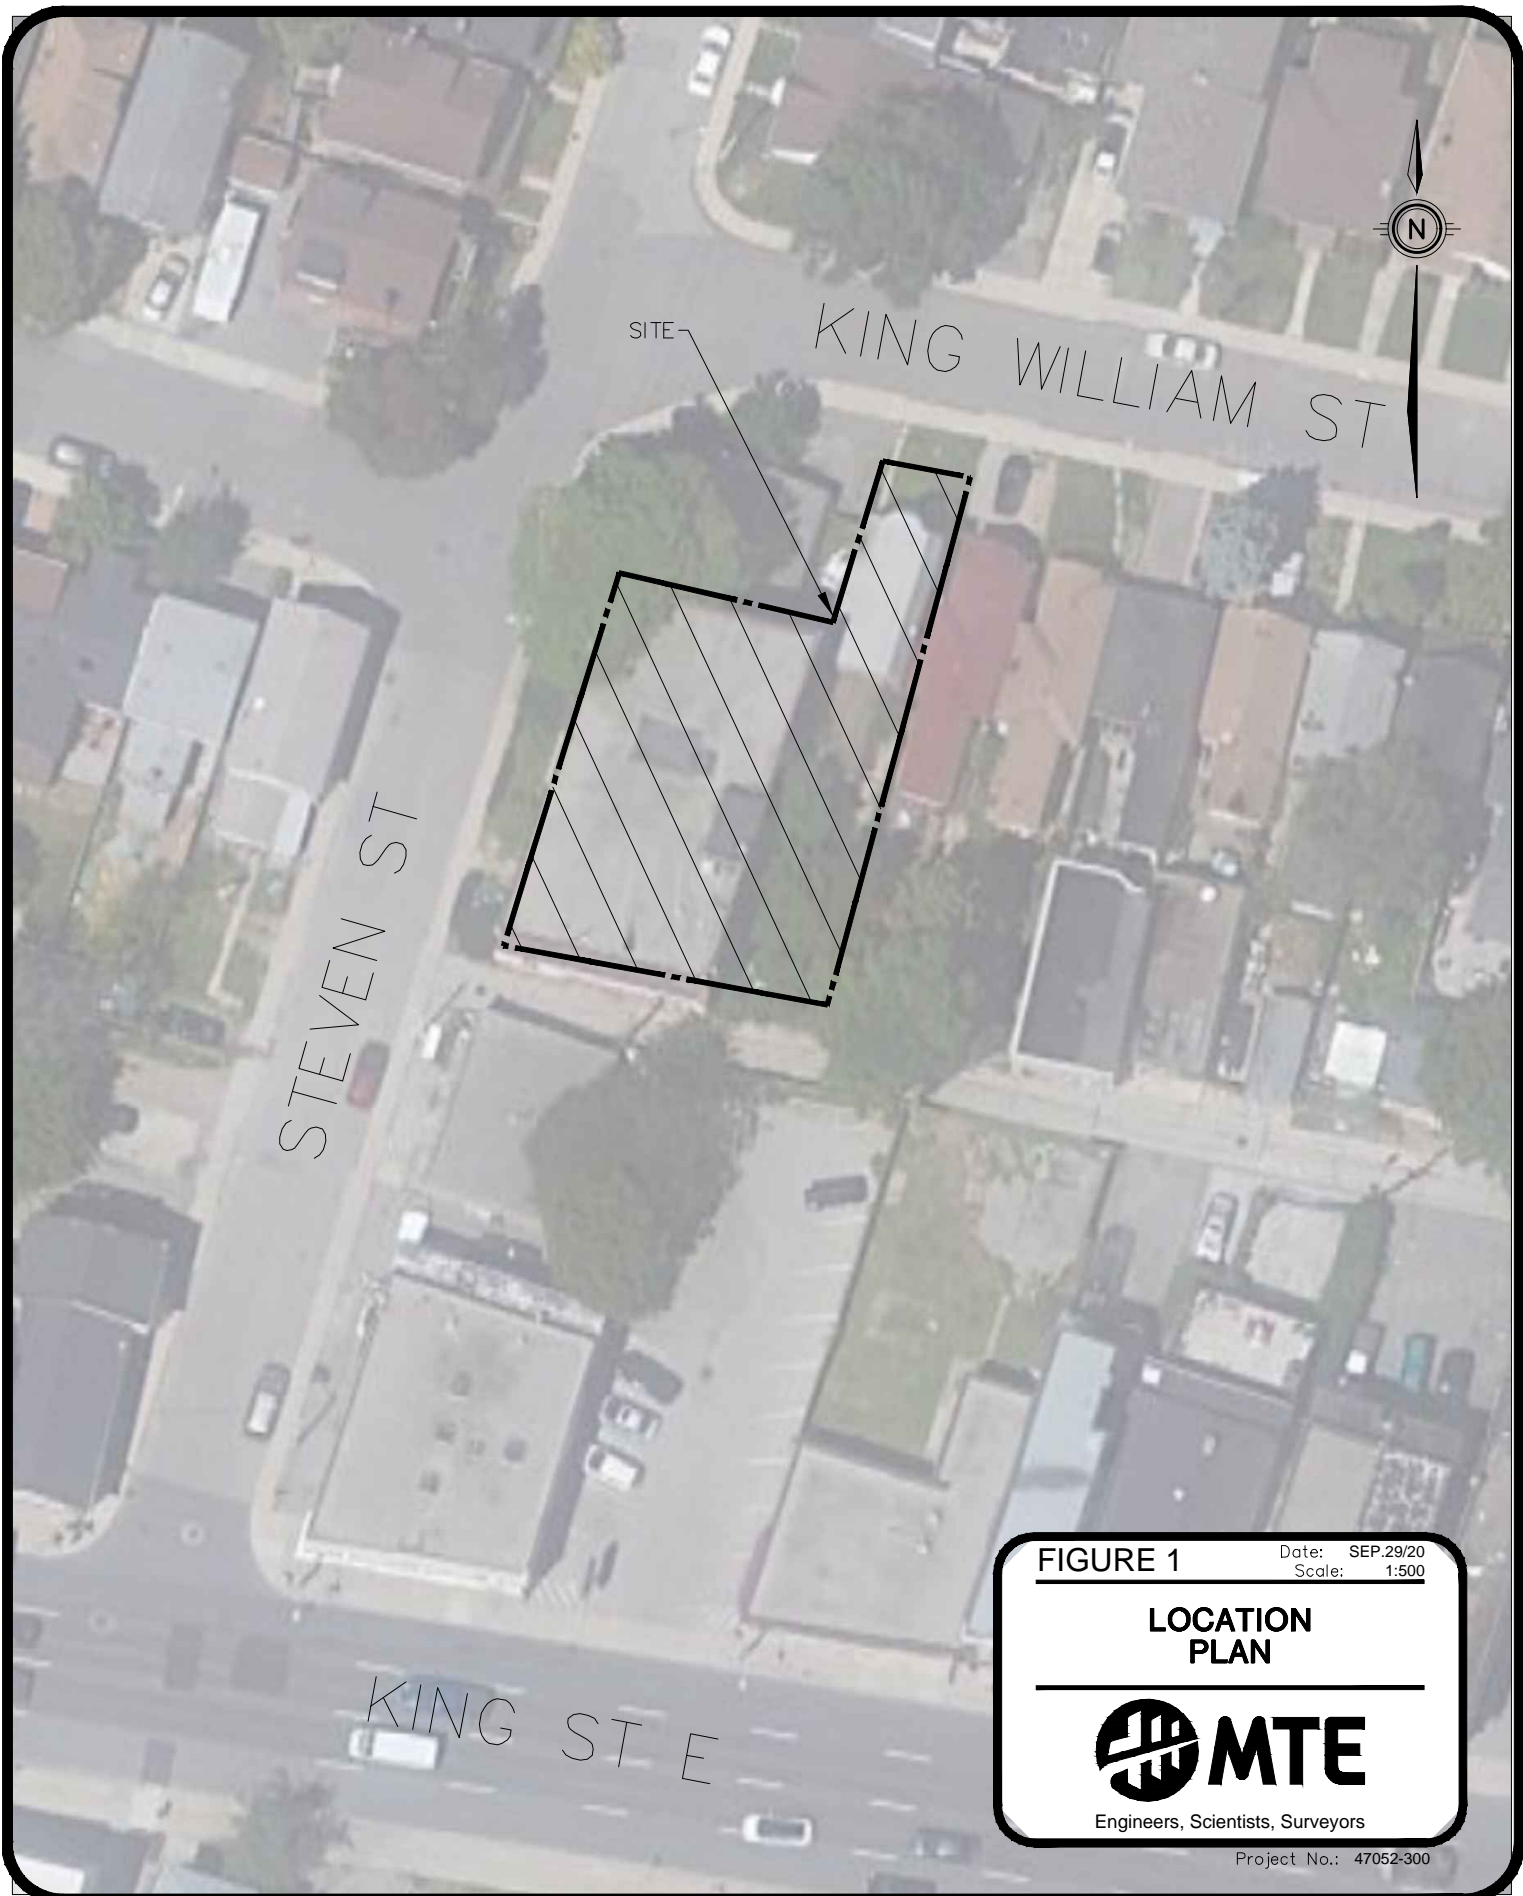 N
SITE
KING WILLIAM ST
STEVEN ST
KING ST E
FIGURE 1
Date: SEP.29/20
Scale: 1:500
LOCATION
PLAN
MTE
Engineers, Scientists, Surveyors
Project No.: 47052-300